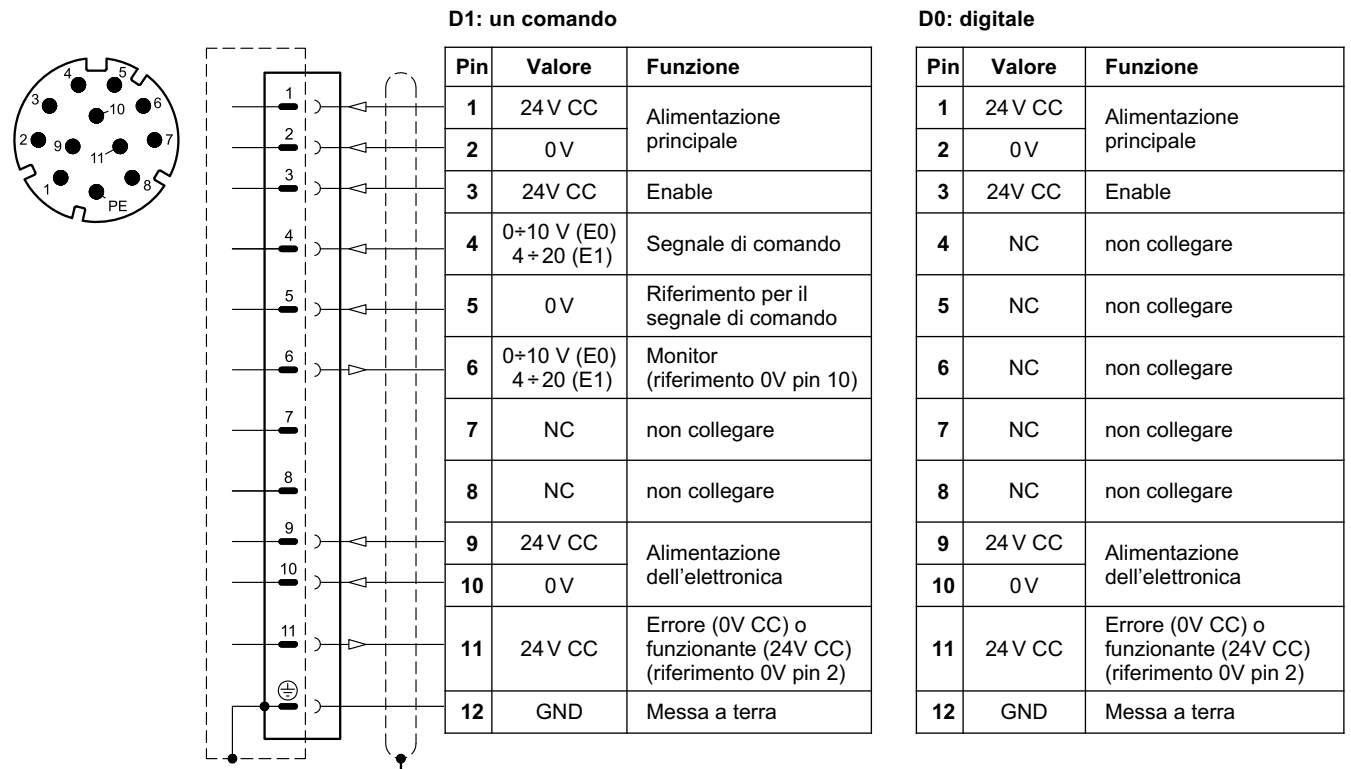 D1: un comando
D0: digitale
4 5
3 10 6
2 9 11 7
1 8
PE
1
2
3
4
5
6
7
8
9
10
11
Pin Valore Funzione
1 24 V CC Alimentazione principale
2 0 V
3 24V CC Enable
4 0÷10 V (E0) Segnale di comando
4÷20 (E1)
5 0 V Riferimento per il
segnale di comando
6 0÷10 V (E0) Monitor
4÷20 (E1) (riferimento 0V pin 10)
7 NC non collegare
8 NC non collegare
9 24 V CC Alimentazione
10 0 V dell'elettronica
11 24 V CC Errore (0V CC) o
funzionante (24V CC)
(riferimento 0V pin 2)
12 GND Messa a terra
Pin Valore Funzione
1 24 V CC Alimentazione
2 0 V principale
3 24V CC Enable
4 NC non collegare
5 NC non collegare
6 NC non collegare
7 NC non collegare
8 NC non collegare
9 24 V CC Alimentazione
10 0 V dell'elettronica
11 24 V CC Errore (0V CC) o
funzionante (24V CC)
(riferimento 0V pin 2)
12 GND Messa a terra